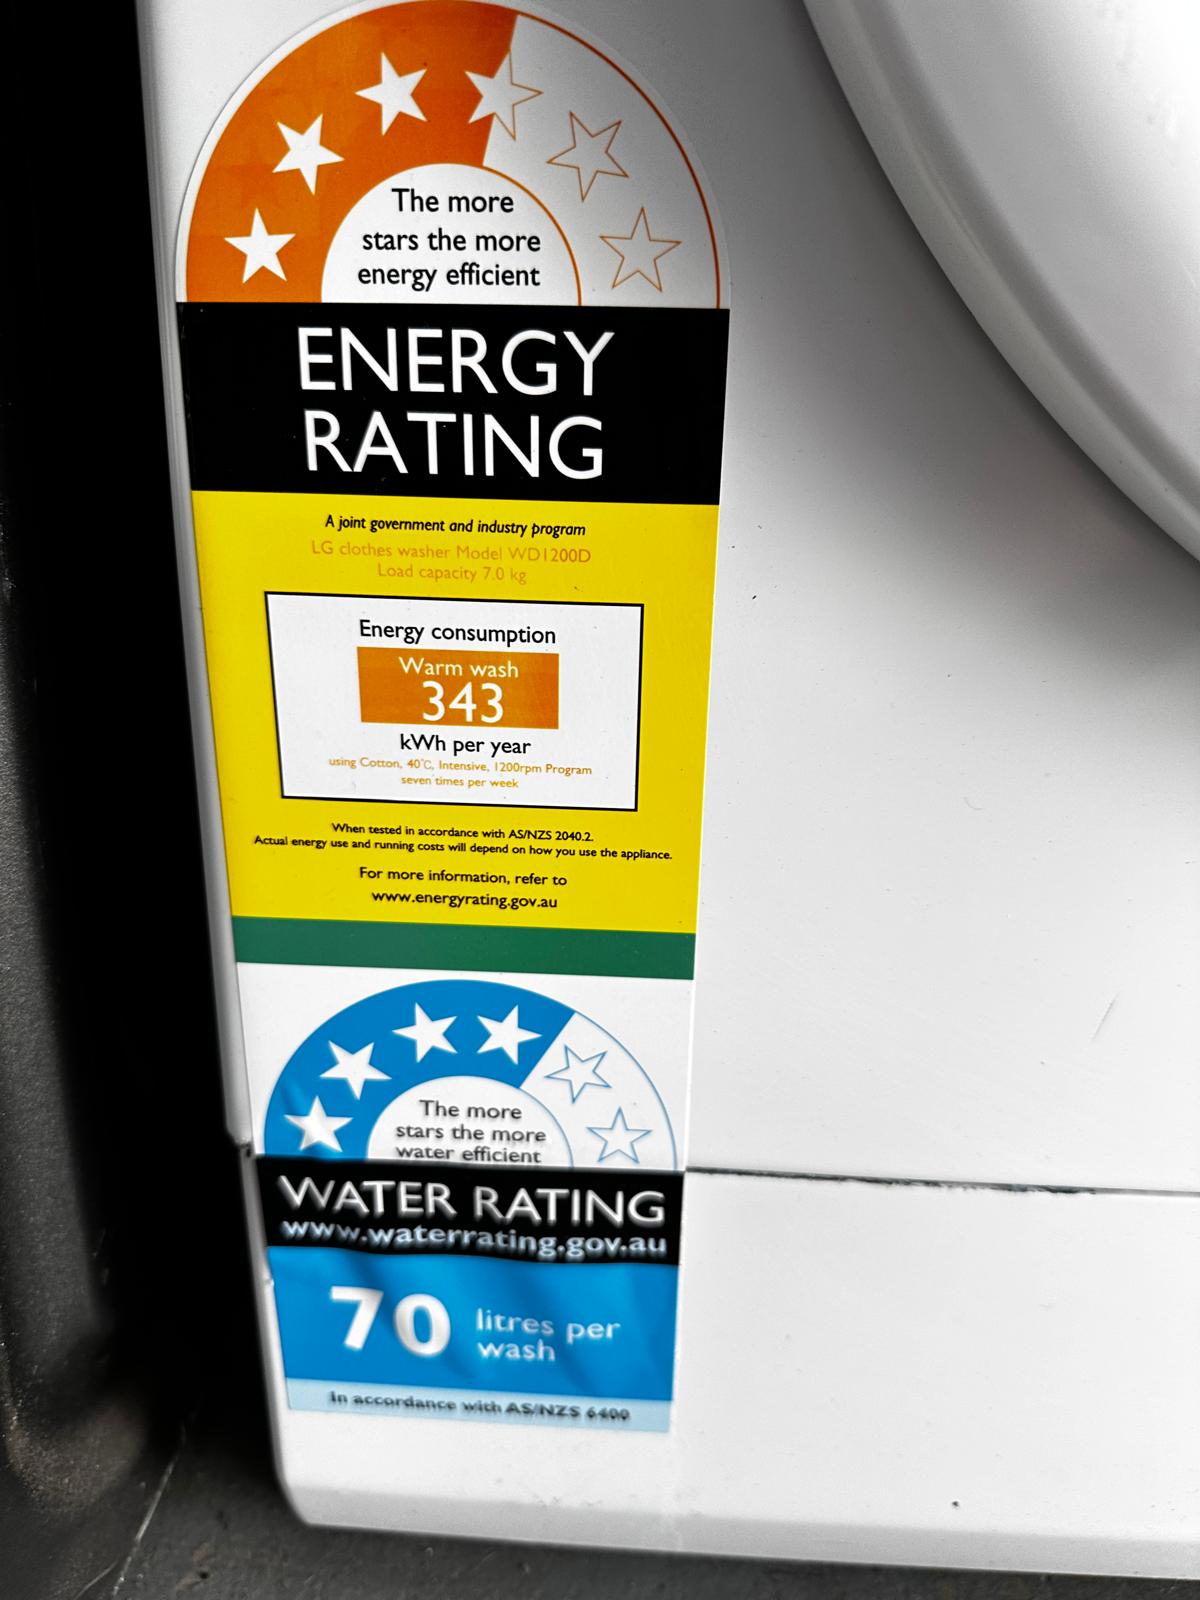 The more
stars the more
energy efficient
ENERGY
RATING
A joint government and industry program
LG clothes washer Model WD1200D
Load capacity 7.0 kg
Energy consumption
Warm wash
343
kWh per year
using Cotton, 40°C, Intensive, 1200rpm Program
seven times per week
When tested in accordance with AS/NZS 2040.2.
Actual energy use and running costs will depend on how you use the appliance.
For more information, refer to
www.energyrating.gov.au
The more
stars the more
water efficient
WATER RATING
www.waterrating.gov.au
70 litres per
wash
In accordance with AS/NZS 6400